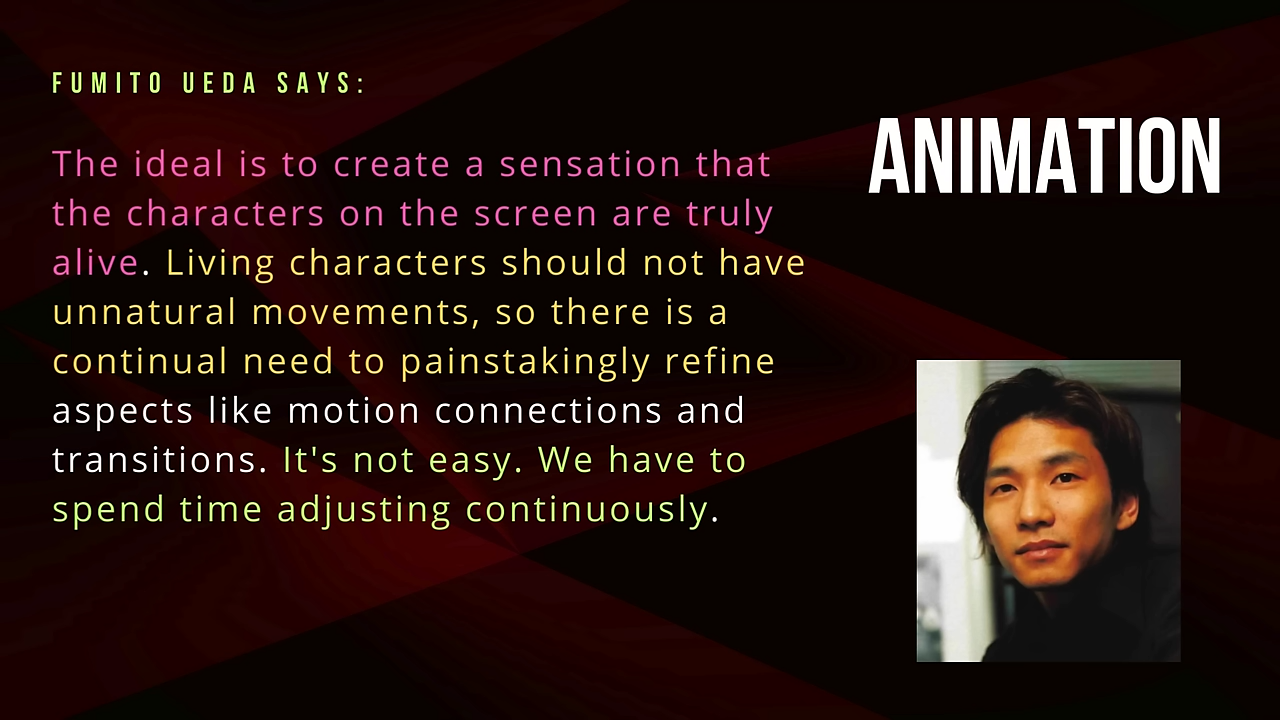 FUMITO UEDA SAYS:
ANIMATION
The ideal is to create a sensation that
the characters on the screen are truly
alive. Living characters should not have
unnatural movements, so there is a
continual need to painstakingly refine
aspects like motion connections and
transitions. It's not easy. We have to
spend time adjusting continuously.